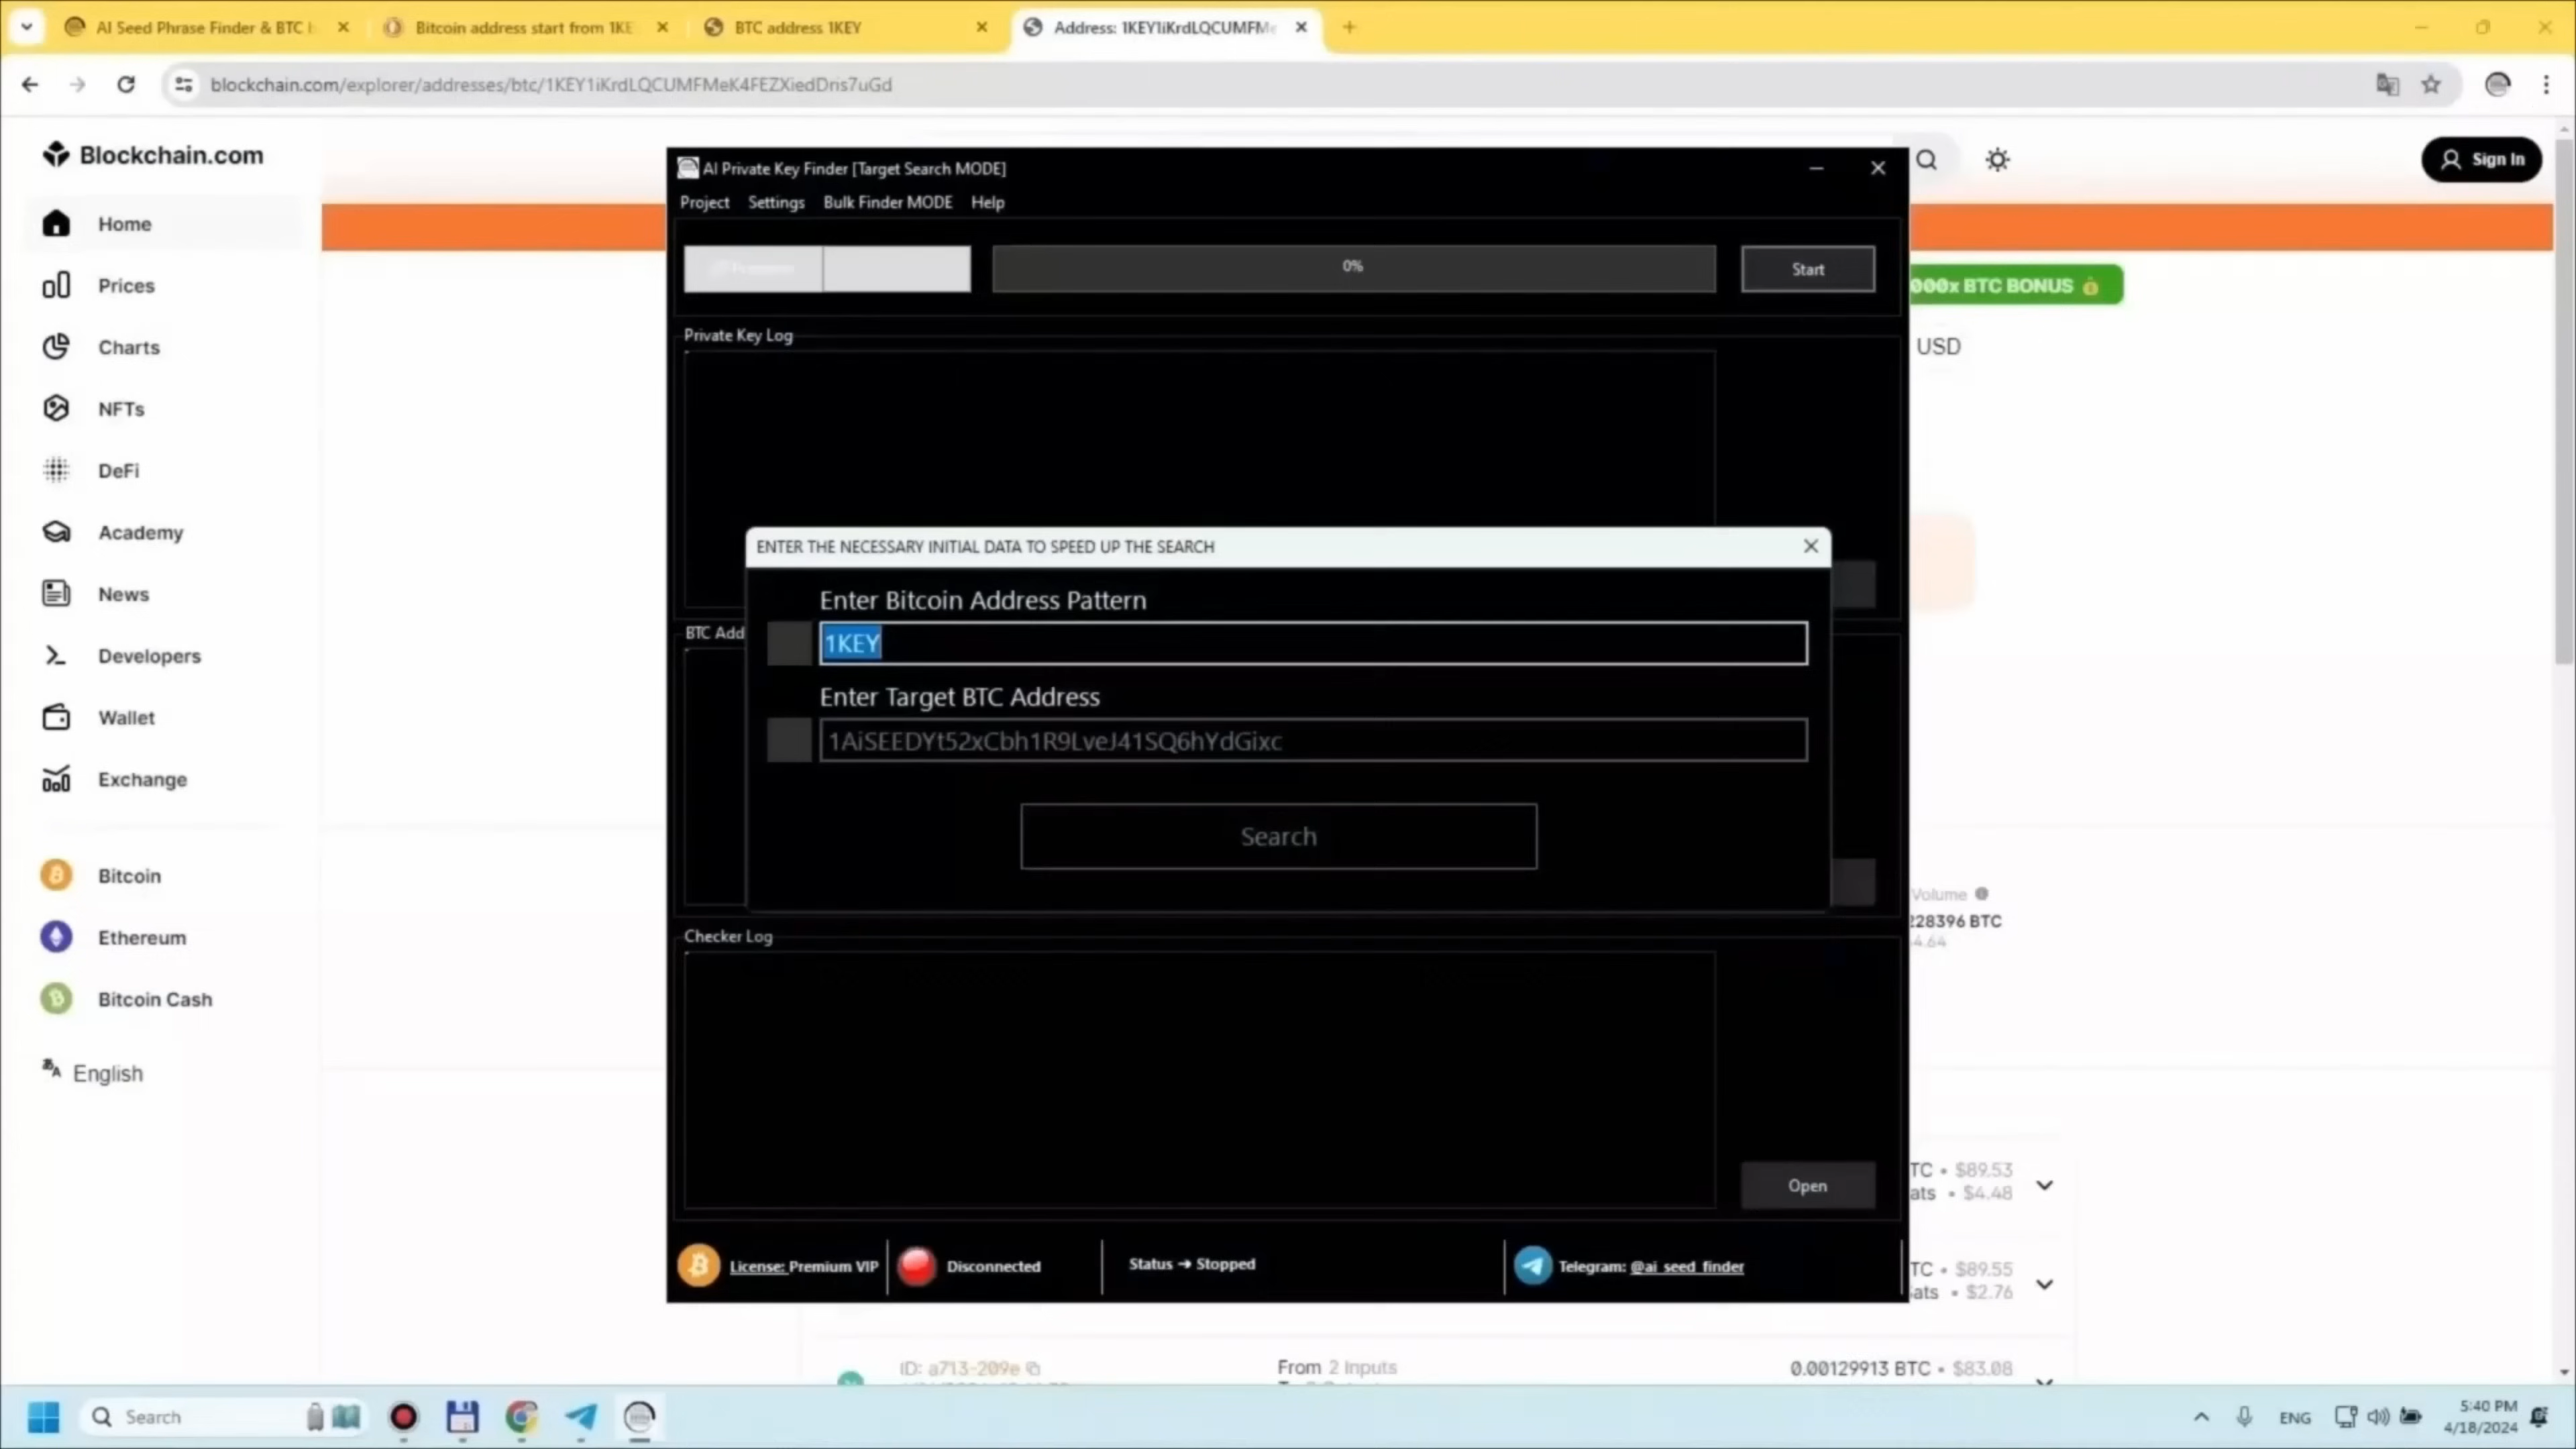 AI Seed Phrase Finder & BTC
Bitcoin address start from 1KE
BTC address 1KEY
Address: 1KEY1iKrdLQCUMFMe
blockchain.com/explorer/addresses/btc/1KEY1iKrdLQCUMFMeK4FEZXiedDris7uGd
Blockchain.com
Sign In
Home
Prices
Charts
NFTs
DeFi
Academy
News
Developers
Wallet
Exchange
Bitcoin
Ethereum
Bitcoin Cash
English
AI Private Key Finder [Target Search MODE]
Project Settings Bulk Finder MODE Help
0%
Start
Private Key Log
ENTER THE NECESSARY INITIAL DATA TO SPEED UP THE SEARCH
Enter Bitcoin Address Pattern
1KEY
BTC Add
Enter Target BTC Address
1AiSEEDYt52xCbh1R9LveJ41SQ6hYdGixc
Search
Checker Log
Open
License: Premium VIP
Disconnected
Status ➔ Stopped
Telegram: @ai_seed_finder
000x BTC BONUS
USD
Volume
228396 BTC
4.64
TC • $89.53
ats • $4.48
TC • $89.55
ats • $2.76
ID: a713-209e
From 2 Inputs
0.00129913 BTC • $83.08
Search
ENG
5:40 PM
4/18/2024